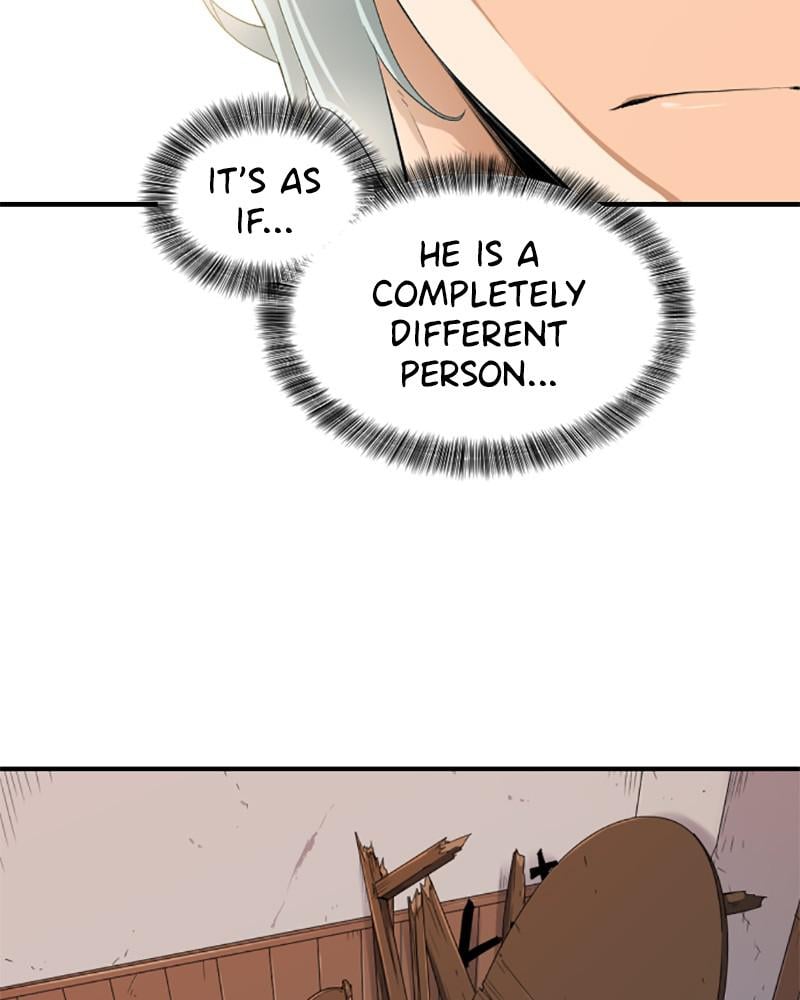 IT'S AS
IF...
HE IS A
COMPLETELY
DIFFERENT
PERSON...